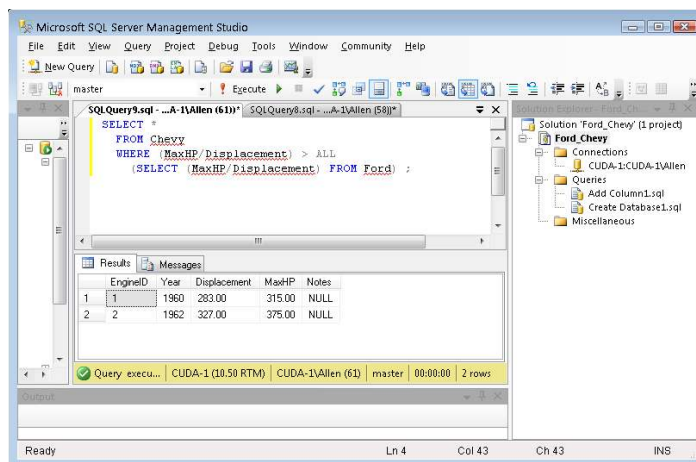 Microsoft SQL Server Management Studio
File Edit View Query Project Debug Tools Window Community Help
New Query
master Execute
SQLQuery9.sql - ...A-1\Allen (61))* SQLQuery8.sql - ...A-1\Allen (58))*
SELECT *
FROM Chevy
WHERE (MaxHP/Displacement) > ALL
(SELECT (MaxHP/Displacement) FROM Ford) ;
Results Messages
EngineID Year Displacement MaxHP Notes
1 1 1960 283.00 315.00 NULL
2 2 1962 327.00 375.00 NULL
Query execu... CUDA-1 (10.50 RTM) CUDA-1\Allen (61) master 00:00:00 2 rows
Solution Explorer - Ford_Ch...
Solution 'Ford_Chevy' (1 project)
Ford_Chevy
Connections
CUDA-1:CUDA-1\Allen
Queries
Add Column1.sql
Create Database1.sql
Miscellaneous
Output
Ready Ln 4 Col 43 Ch 43 INS